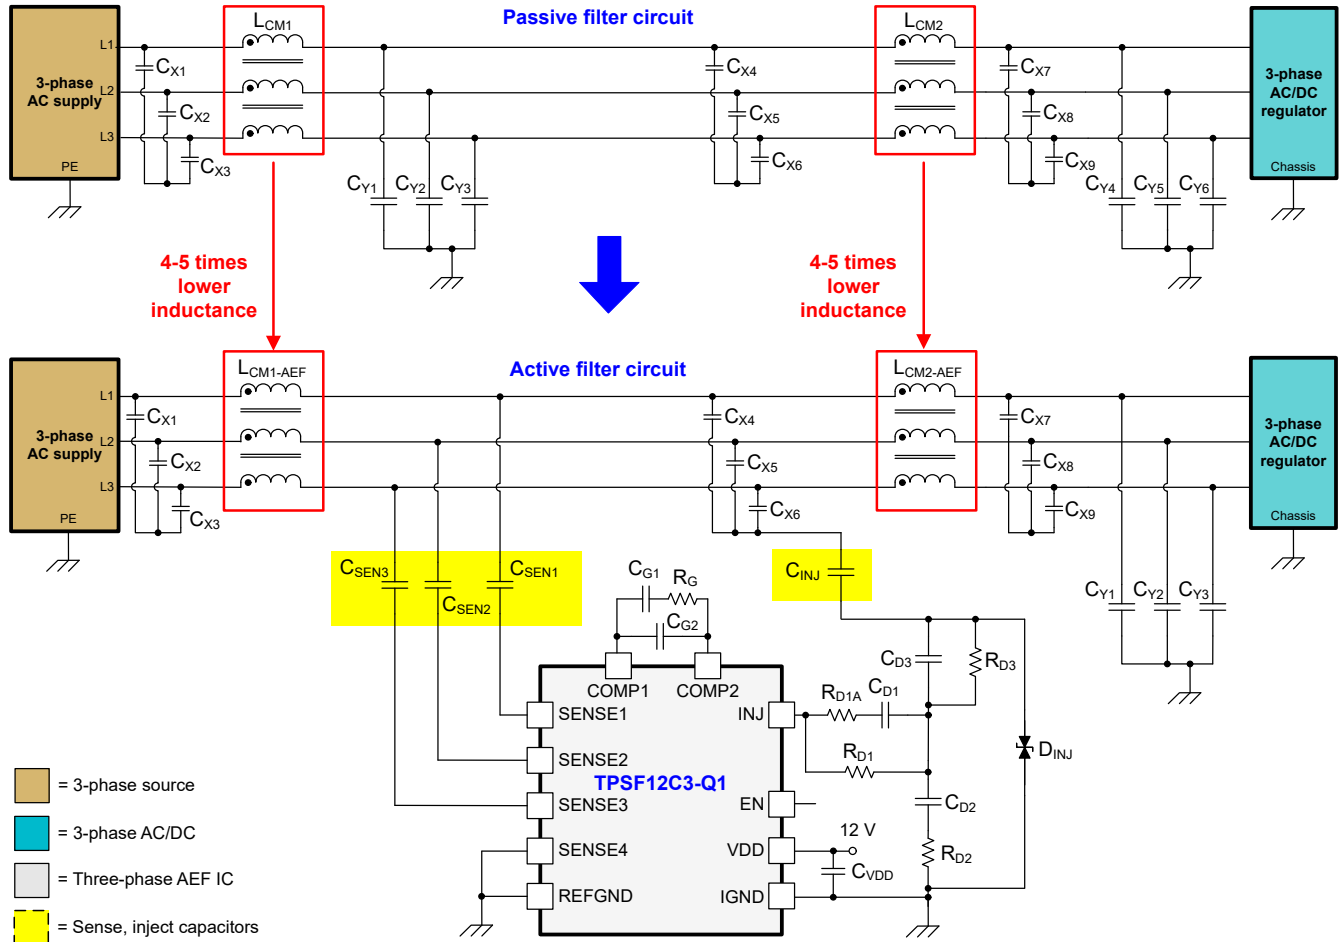 Passive filter circuit
LCM1
LCM2
3-phase
AC supply
L1
L2
L3
PE
CX1
CX2
CX3
CY1
CY2
CY3
CX4
CX5
CX6
CX7
CX8
CX9
CY4
CY5
CY6
3-phase
AC/DC
regulator
Chassis
4-5 times
lower
inductance
4-5 times
lower
inductance
Active filter circuit
LCM1-AEF
LCM2-AEF
3-phase
AC supply
L1
L2
L3
PE
CX1
CX2
CX3
CX4
CX5
CX6
CX7
CX8
CX9
3-phase
AC/DC
regulator
Chassis
CSEN3
CSEN2
CSEN1
CINJ
CG1
RG
CG2
CY1
CY2
CY3
COMP1
COMP2
SENSE1
SENSE2
SENSE3
SENSE4
REFGND
TPSF12C3-Q1
INJ
EN
VDD
IGND
RD1A
CD1
RD1
CD3
RD3
DINJ
CD2
RD2
12 V
CVDD
= 3-phase source
= 3-phase AC/DC
= Three-phase AEF IC
= Sense, inject capacitors